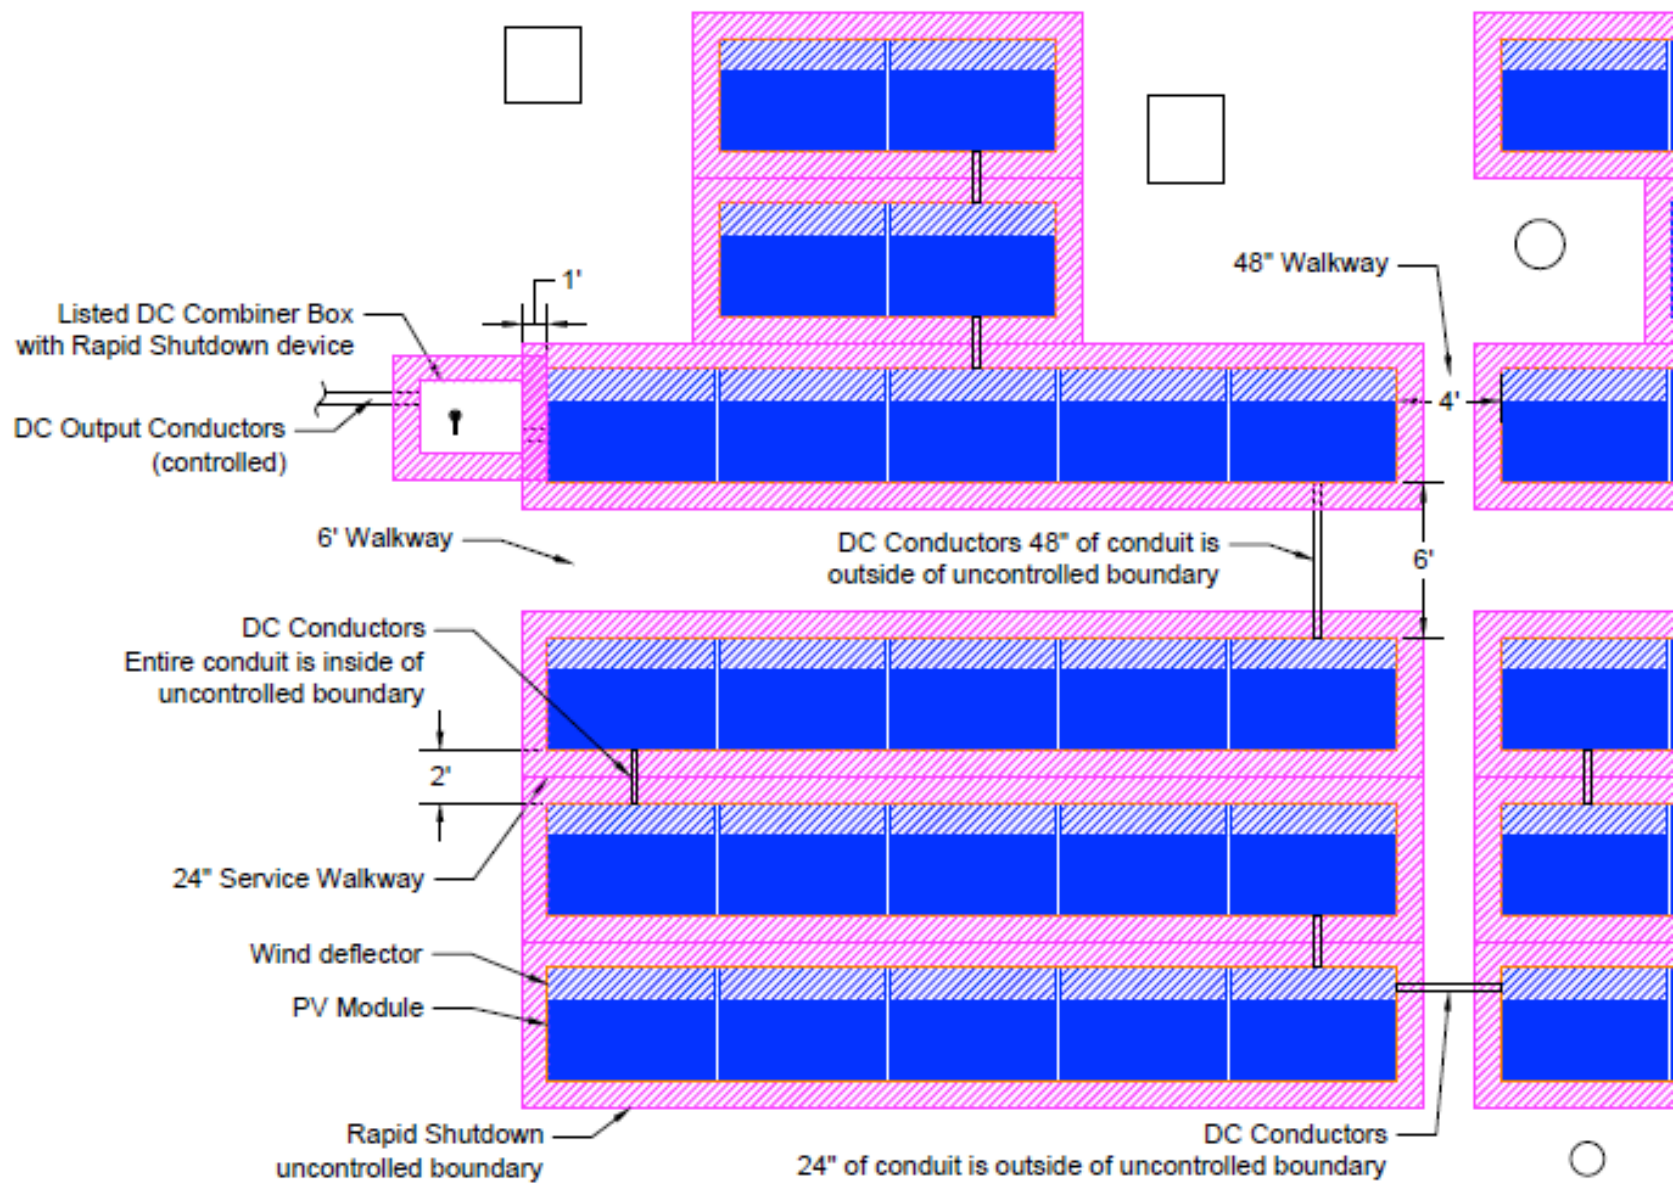 1'
48" Walkway
Listed DC Combiner Box
with Rapid Shutdown device
4'
DC Output Conductors
(controlled)
6' Walkway
DC Conductors 48" of conduit is
outside of uncontrolled boundary
6'
DC Conductors
Entire conduit is inside of
uncontrolled boundary
2'
24" Service Walkway
Wind deflector
PV Module
Rapid Shutdown
uncontrolled boundary
DC Conductors
24" of conduit is outside of uncontrolled boundary